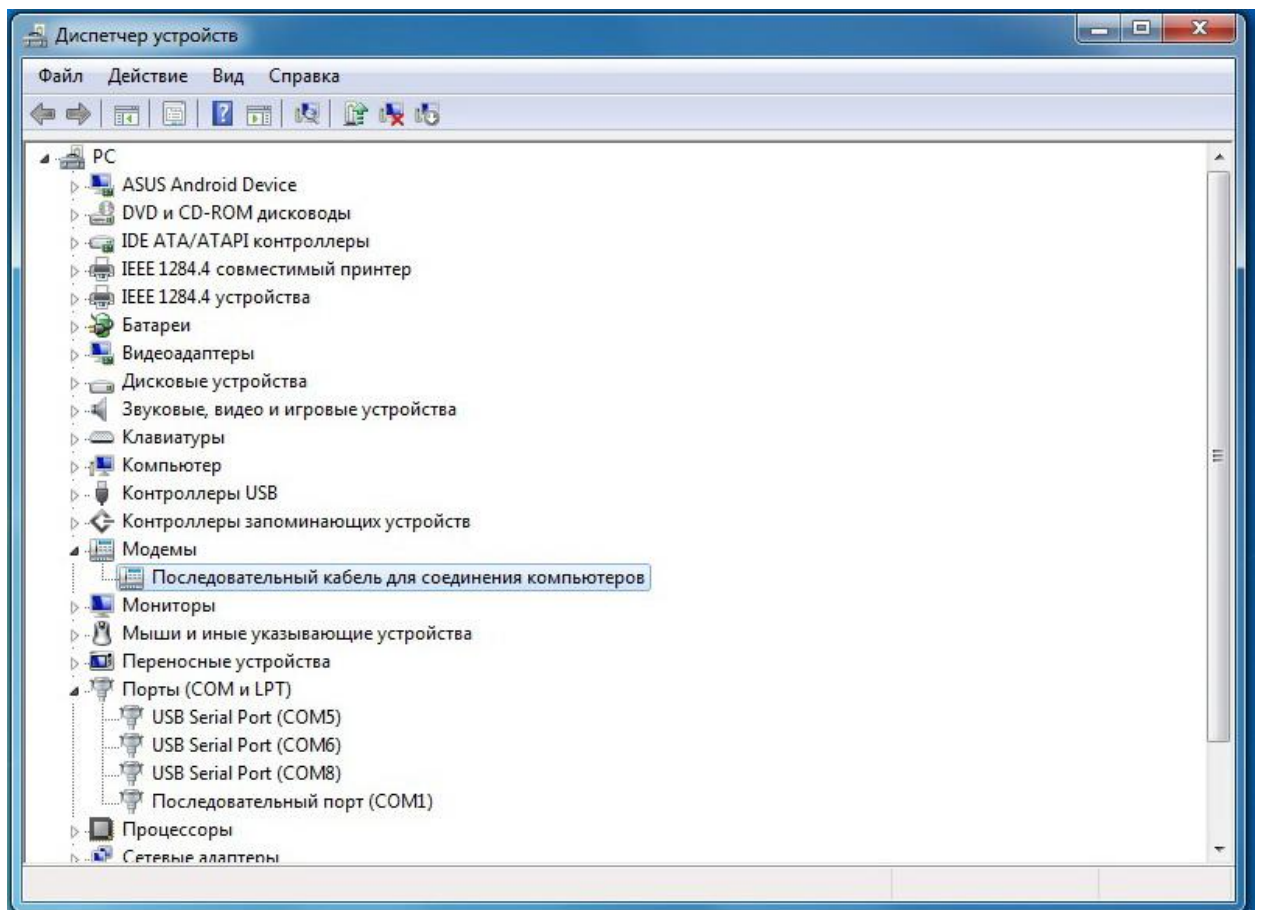 Диспетчер устройств
Файл Действие Вид Справка
PC
ASUS Android Device
DVD и CD-ROM дисководы
IDE ATA/ATAPI контроллеры
IEEE 1284.4 совместимый принтер
IEEE 1284.4 устройства
Батареи
Видеоадаптеры
Дисковые устройства
Звуковые, видео и игровые устройства
Клавиатуры
Компьютер
Контроллеры USB
Контроллеры запоминающих устройств
Модемы
Последовательный кабель для соединения компьютеров
Мониторы
Мыши и иные указывающие устройства
Переносные устройства
Порты (COM и LPT)
USB Serial Port (COM5)
USB Serial Port (COM6)
USB Serial Port (COM8)
Последовательный порт (COM1)
Процессоры
Сетевые адаптеры